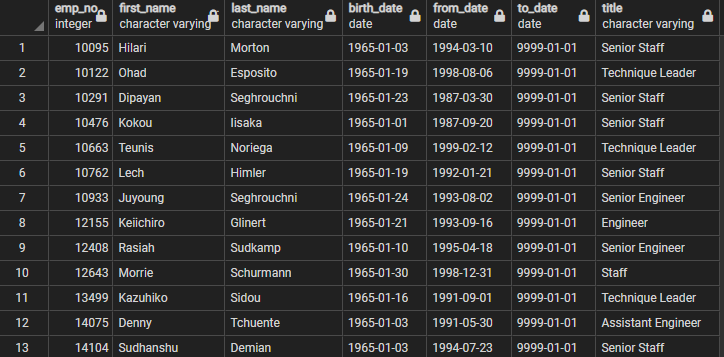 emp_no first_name last_name birth_date from_date to_date title
integer character varying character varying date date date character varying
1 10095 Hilari Morton 1965-01-03 1994-03-10 9999-01-01 Senior Staff
2 10122 Ohad Esposito 1965-01-19 1998-08-06 9999-01-01 Technique Leader
3 10291 Dipayan Seghrouchni 1965-01-23 1987-03-30 9999-01-01 Senior Staff
4 10476 Kokou Iisaka 1965-01-01 1987-09-20 9999-01-01 Senior Staff
5 10663 Teunis Noriega 1965-01-09 1999-02-12 9999-01-01 Technique Leader
6 10762 Lech Himler 1965-01-19 1992-01-21 9999-01-01 Senior Staff
7 10933 Juyoung Seghrouchni 1965-01-24 1993-08-02 9999-01-01 Senior Engineer
8 12155 Keiichiro Glinert 1965-01-21 1993-09-16 9999-01-01 Engineer
9 12408 Rasiah Sudkamp 1965-01-10 1995-04-18 9999-01-01 Senior Engineer
10 12643 Morrie Schurmann 1965-01-30 1998-12-31 9999-01-01 Staff
11 13499 Kazuhiko Sidou 1965-01-16 1991-09-01 9999-01-01 Technique Leader
12 14075 Denny Tchuente 1965-01-03 1991-05-30 9999-01-01 Assistant Engineer
13 14104 Sudhanshu Demian 1965-01-03 1994-07-23 9999-01-01 Senior Staff